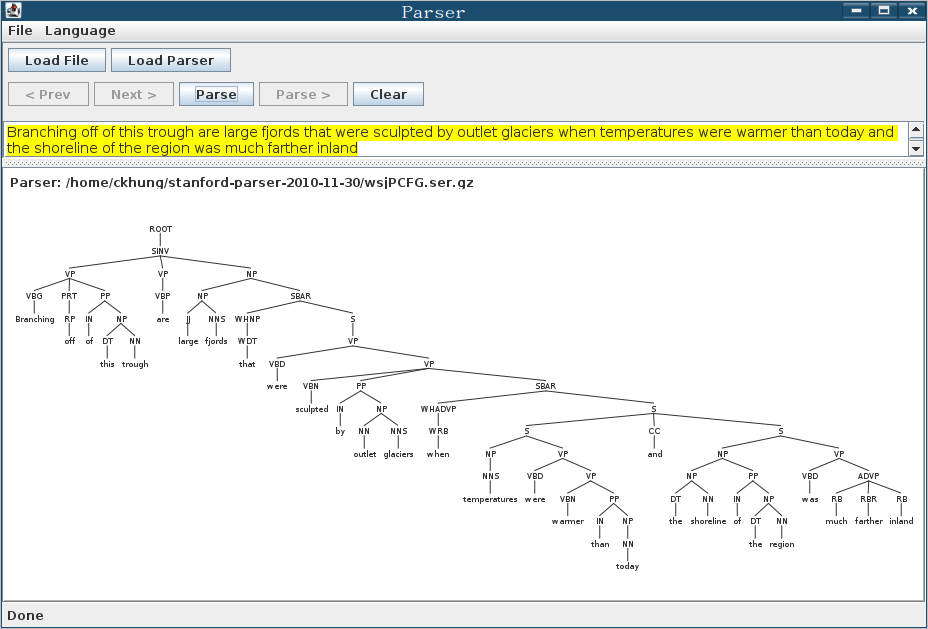 Parser
File Language
Load File Load Parser
< Prev Next > Parse Parse > Clear
Branching off of this trough are large fjords that were sculpted by outlet glaciers when temperatures were warmer than today and
the shoreline of the region was much farther inland
Parser: /home/ckhung/stanford-parser-2010-11-30/wsjPCFG.ser.gz
ROOT
SINV
VP VP NP
VBG PRT PP VBP NP SBAR
Branching RP IN NP are JJ NNS WHNP S
off of DT NN large fjords WDT VP
this trough that VBD VP
were VBN PP SBAR
sculpted IN NP WHADVP S
by NN NNS WRB S CC S
outlet glaciers when NP VP and NP VP
NNS VBD VP NP PP VBD ADVP
temperatures were VBN PP DT NN IN NP was RB RBR RB
warmer IN NP the shoreline of DT NN much farther inland
than NN the region
today
Done